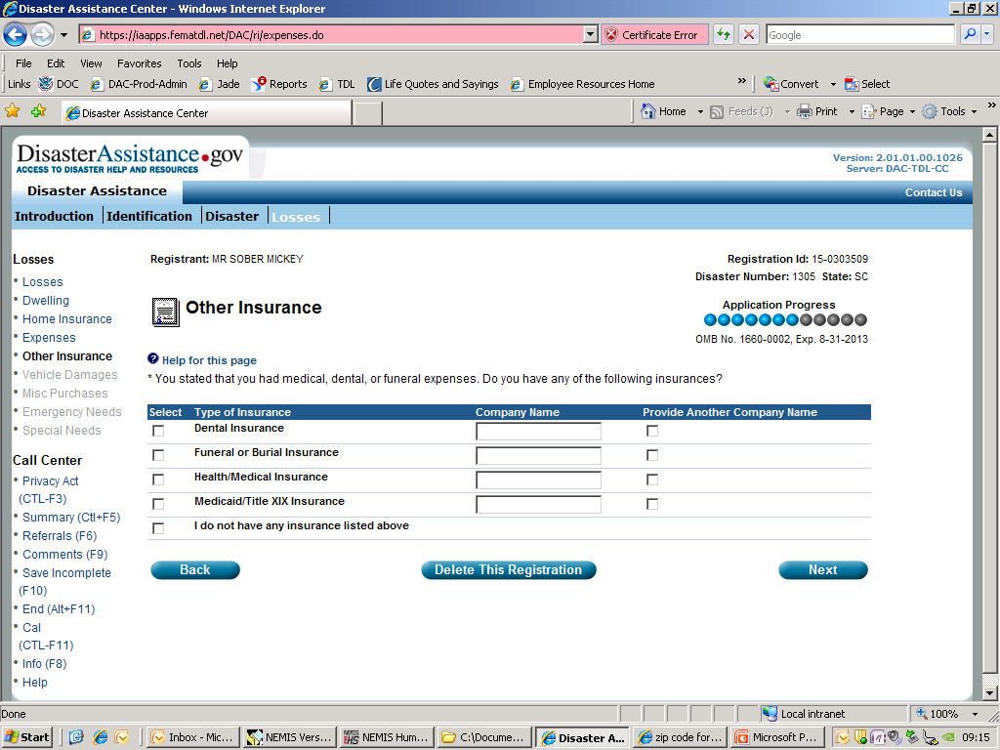 Disaster Assistance Center - Windows Internet Explorer
https://iaapps.fematdl.net/DAC/ri/expenses.do
Certificate Error
Google
File Edit View Favorites Tools Help
Links DOC DAC-Prod-Admin Jade Reports TDL Life Quotes and Sayings Employee Resources Home » Convert Select
Disaster Assistance Center
Home Feeds (J) Print Page Tools »
DisasterAssistance.gov
ACCESS TO DISASTER HELP AND RESOURCES
Version: 2.01.01.00.1026
Server: DAC-TDL-CC
Disaster Assistance
Contact Us
Introduction Identification Disaster Losses
Losses
• Losses
• Dwelling
• Home Insurance
• Expenses
• Other Insurance
• Vehicle Damages
• Misc Purchases
• Emergency Needs
• Special Needs
Call Center
• Privacy Act
(CTL-F3)
• Summary (Ctl+F5)
• Referrals (F6)
• Comments (F9)
• Save Incomplete
(F10)
• End (Alt+F11)
• Cal
(CTL-F11)
• Info (F8)
• Help
Registrant: MR SOBER MICKEY
Registration Id: 15-0303509
Disaster Number: 1305 State: SC
Other Insurance
Application Progress
OMB No. 1660-0002, Exp. 8-31-2013
Help for this page
* You stated that you had medical, dental, or funeral expenses. Do you have any of the following insurances?
Select Type of Insurance Company Name Provide Another Company Name
Dental Insurance
Funeral or Burial Insurance
Health/Medical Insurance
Medicaid/Title XIX Insurance
I do not have any insurance listed above
Back Delete This Registration Next
Done Local intranet 100%
Start Inbox - Mic... NEMIS Vers... NEMIS Hum... C:\Docume... Disaster A... zip code for... Microsoft P... 09:15